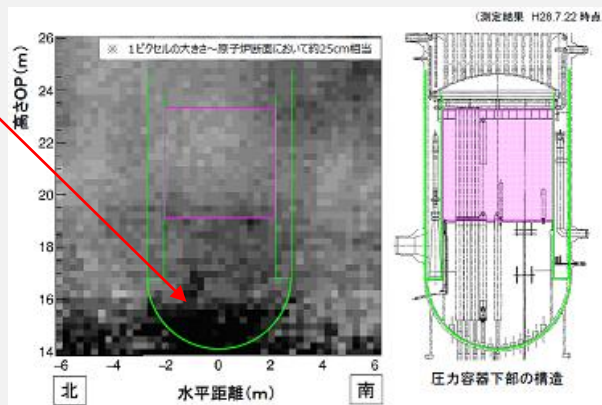 (測定結果 H28.7.22 時点
※ 1ピクセルの大きさ~原子炉断面において約25cm相当
高さOP(m)
26
24
22
20
18
16
14
-6
-4
-2
0
2
4
6
北
水平距離(m)
南
圧力容器下部の構造